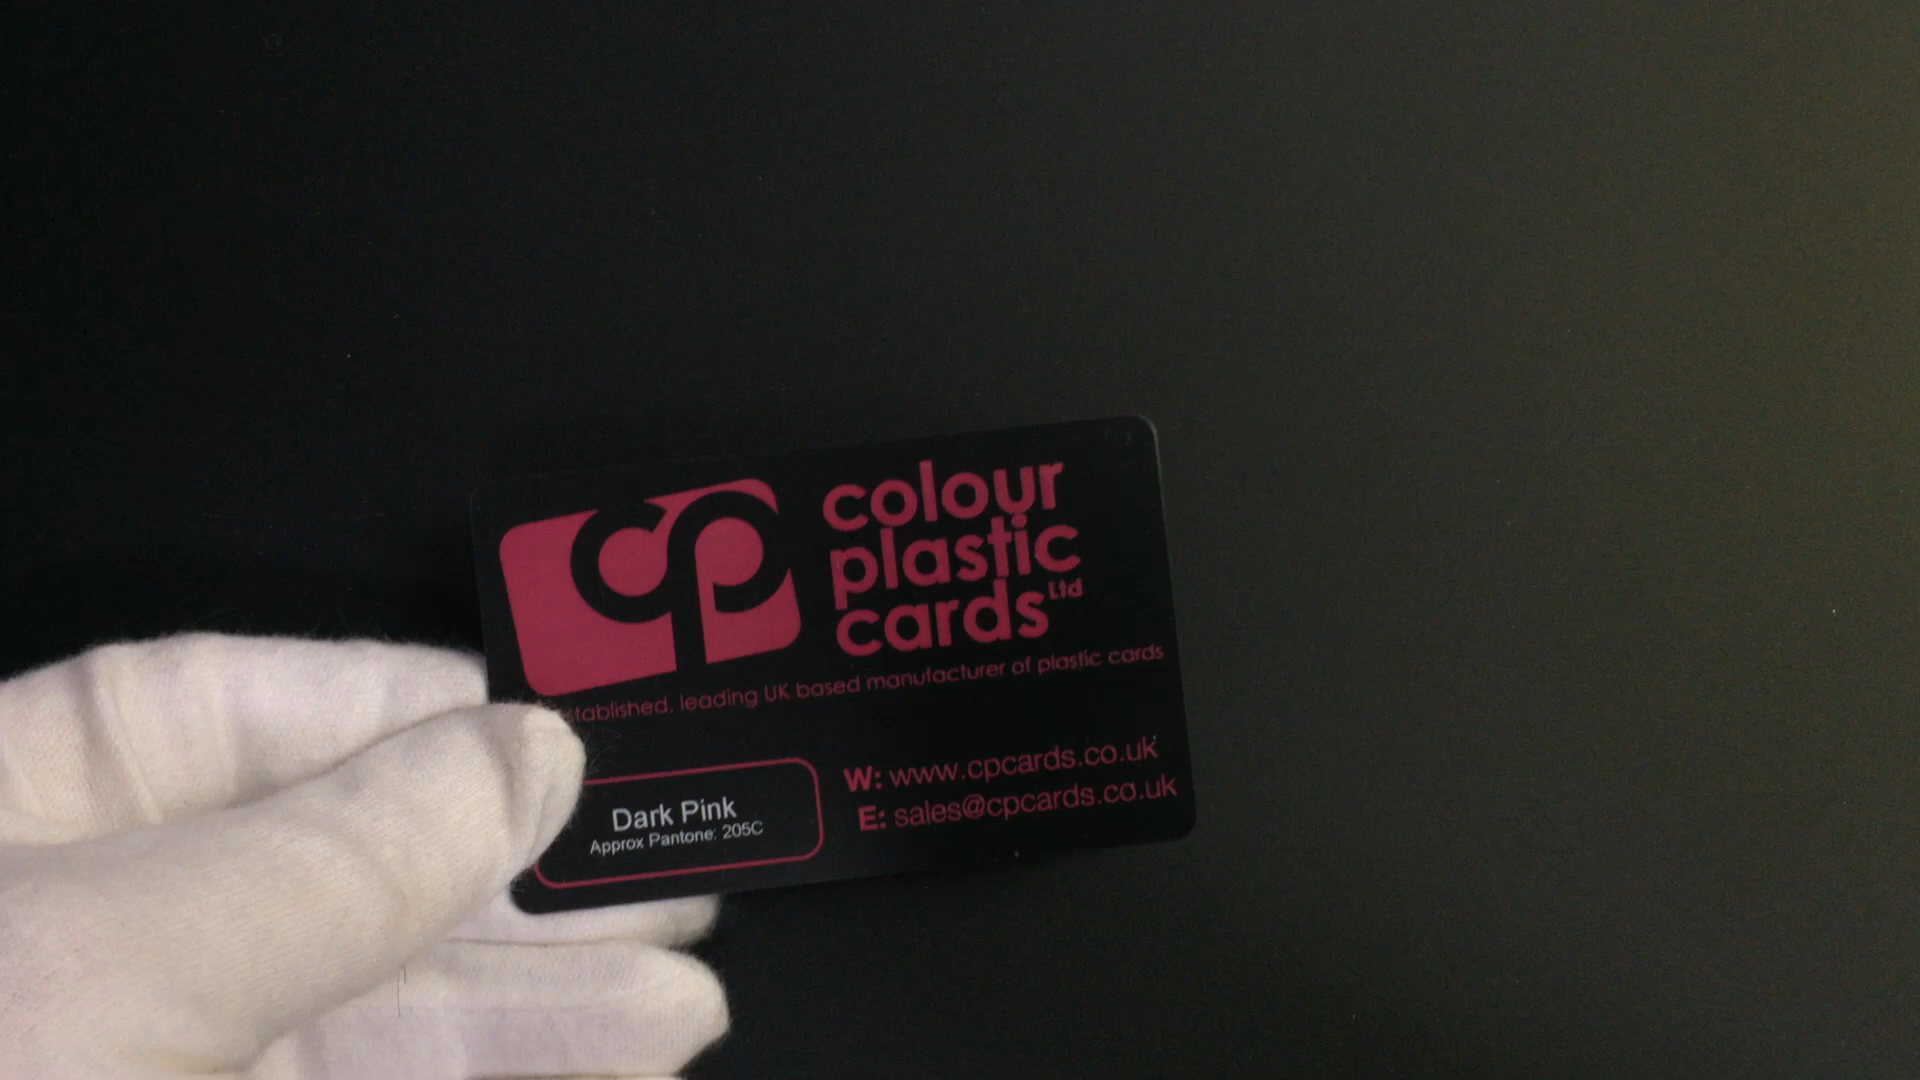 cp
colour
plastic
cards Ltd
tablished, leading UK based manufacturer of plastic cards
Dark Pink
Approx Pantone: 205C
W: www.cpcards.co.uk
E: sales@cpcards.co.uk